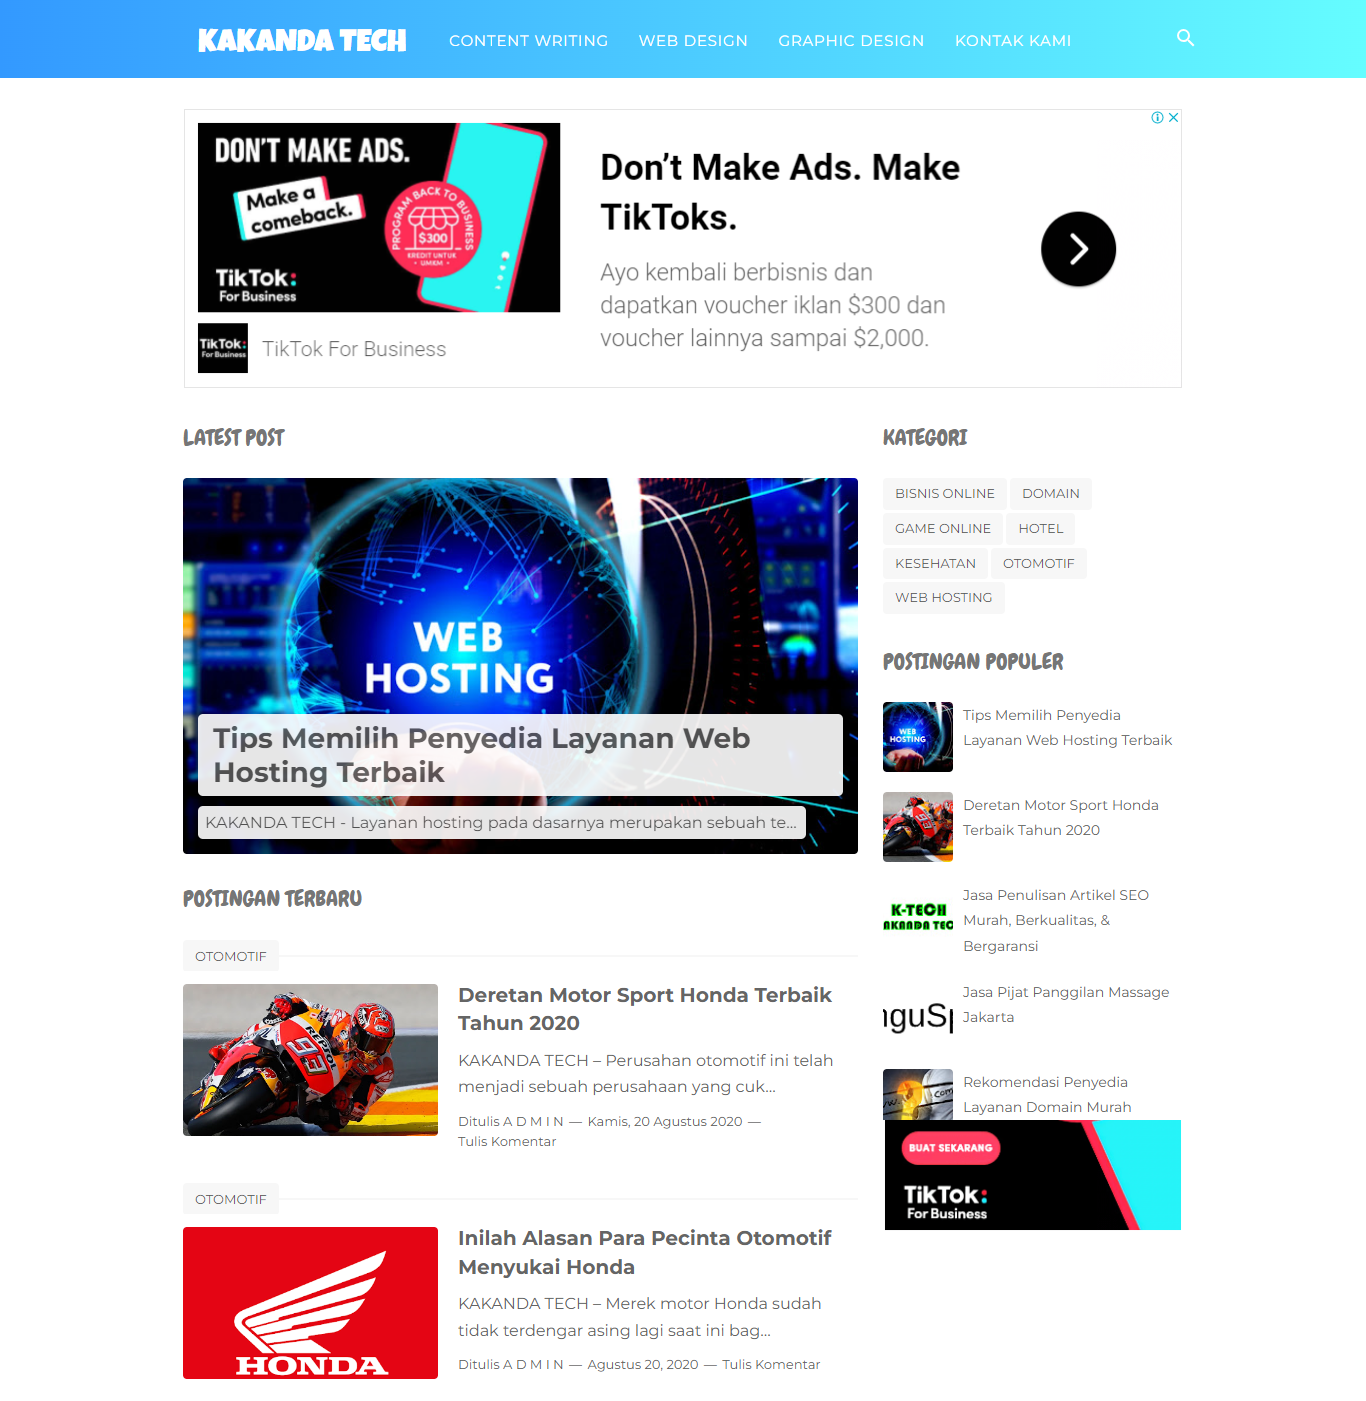 KAKANDA TECH
CONTENT WRITING
WEB DESIGN
GRAPHIC DESIGN
KONTAK KAMI
DON'T MAKE ADS.
Make a
comeback.
PROGRAM BACK TO BUSINESS
$300
KREDIT UNTUK
UMKM
TikTok:
For Business
TikTok:
For Business
TikTok For Business
Don't Make Ads. Make
TikToks.
Ayo kembali berbisnis dan
dapatkan voucher iklan $300 dan
voucher lainnya sampai $2,000.
LATEST POST
WEB
HOSTING
Tips Memilih Penyedia Layanan Web
Hosting Terbaik
KAKANDA TECH - Layanan hosting pada dasarnya merupakan sebuah te...
POSTINGAN TERBARU
OTOMOTIF
93
REPSOL
Deretan Motor Sport Honda Terbaik
Tahun 2020
KAKANDA TECH – Perusahan otomotif ini telah
menjadi sebuah perusahaan yang cuk...
Ditulis A D M I N — Kamis, 20 Agustus 2020 —
Tulis Komentar
OTOMOTIF
HONDA
Inilah Alasan Para Pecinta Otomotif
Menyukai Honda
KAKANDA TECH – Merek motor Honda sudah
tidak terdengar asing lagi saat ini bag...
Ditulis A D M I N — Agustus 20, 2020 — Tulis Komentar
KATEGORI
BISNIS ONLINE
DOMAIN
GAME ONLINE
HOTEL
KESEHATAN
OTOMOTIF
WEB HOSTING
POSTINGAN POPULER
WEB
HOSTING
Tips Memilih Penyedia
Layanan Web Hosting Terbaik
93
Deretan Motor Sport Honda
Terbaik Tahun 2020
K-TECH
AKANDA TEC
Jasa Penulisan Artikel SEO
Murah, Berkualitas, &
Bergaransi
nguSp
Jasa Pijat Panggilan Massage
Jakarta
Rekomendasi Penyedia
Layanan Domain Murah
BUAT SEKARANG
TikTok:
For Business